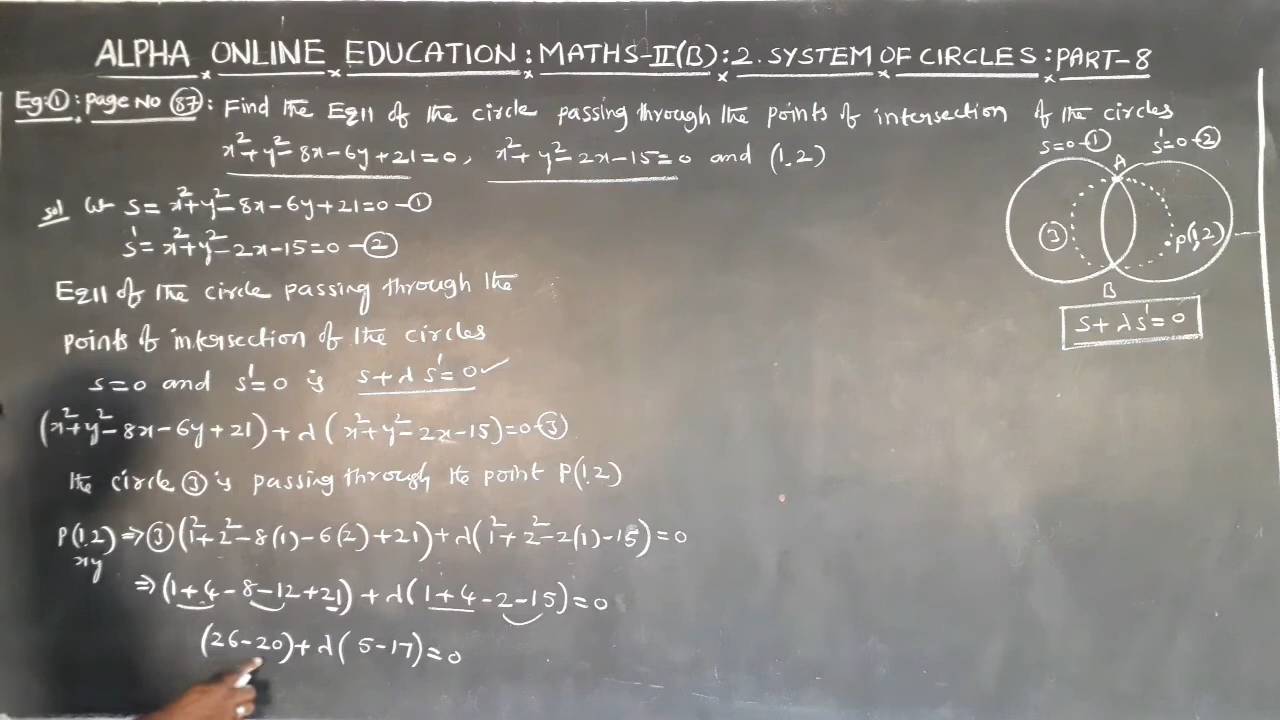 ALPHA ONLINE EDUCATION : MATHS-II(B) : 2. SYSTEM OF CIRCLES : PART-8
Eg:① : page No 87 : Find the Eqn of the circle passing through the points of intersection of the circles
x²+y²-8x-6y+21=0, x²+y²-2x-15=0 and (1,2)
sol Let S=x²+y²-8x-6y+21=0-①
S'=x²+y²-2x-15=0-②
Eqn of the circle passing through the
points of intersection of the circles
S=0 and S'=0 is S+λS'=0 ✓
(x²+y²-8x-6y+21)+λ(x²+y²-2x-15)=0-③
the circle ③ is passing through the point P(1,2)
P(1,2) ⇒ ③ (1²+2²-8(1)-6(2)+21)+λ(1²+2²-2(1)-15)=0
x y
⇒(1+4-8-12+21)+λ(1+4-2-15)=0
(26-20)+λ(5-17)=0
S=0-① S'=0-②
A
③ P(1,2)
B
S+λS'=0